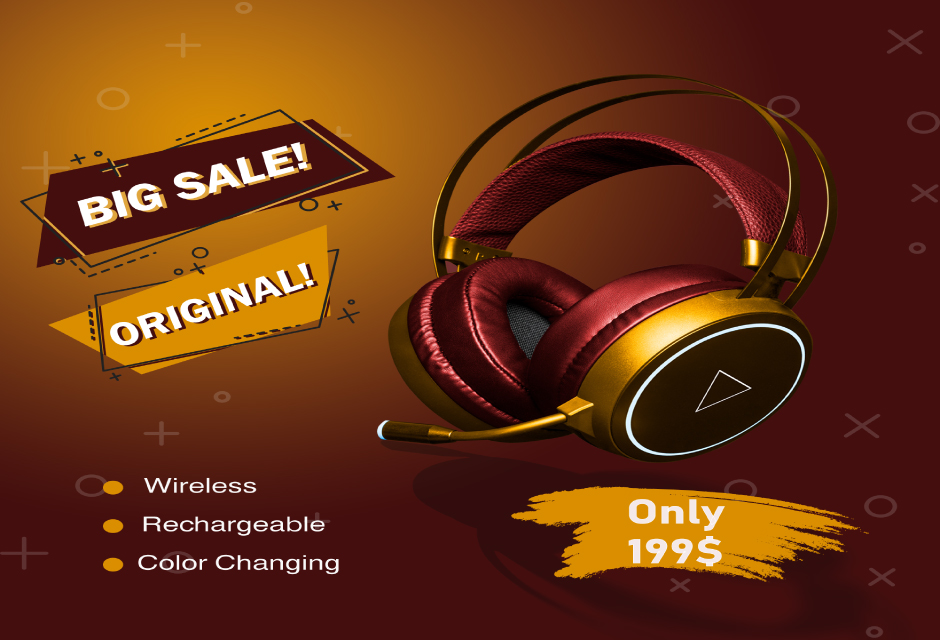 BIG SALE!
ORIGINAL!
Wireless
Rechargeable
Color Changing
Only
199$